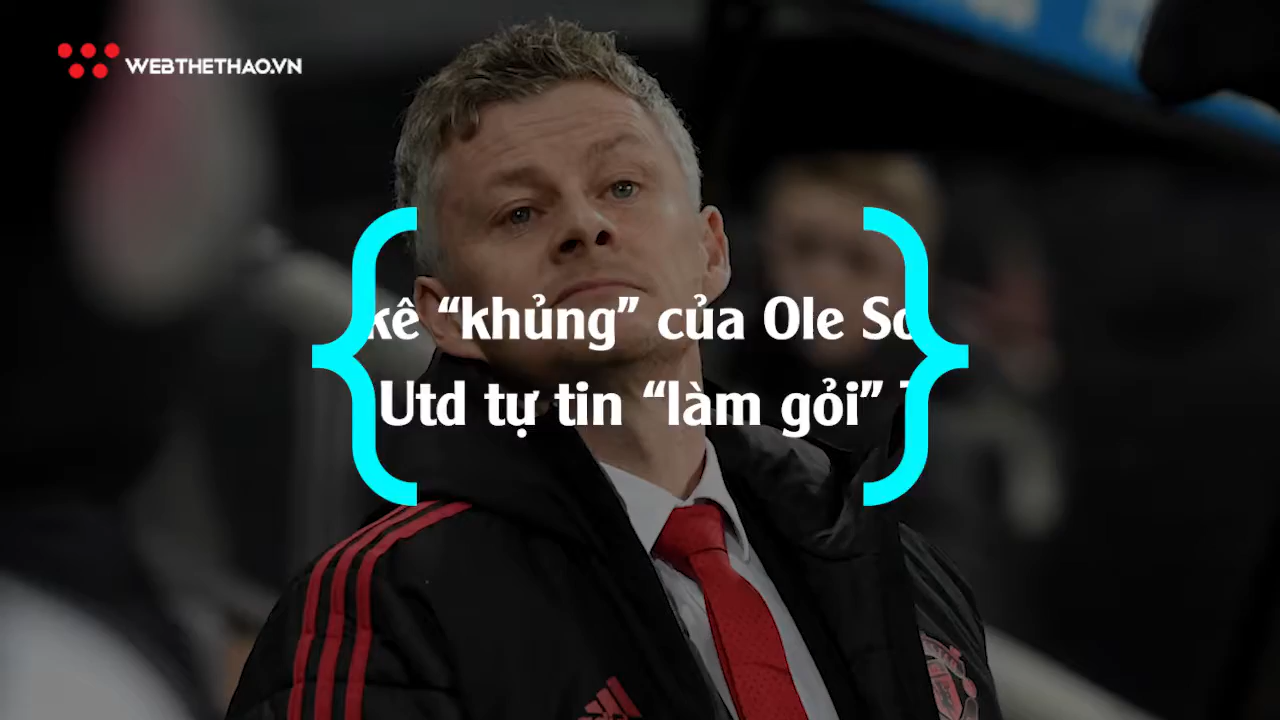 WEBTHETHAO.VN
kê “khủng” của Ole So
Utd tự tin “làm gỏi”